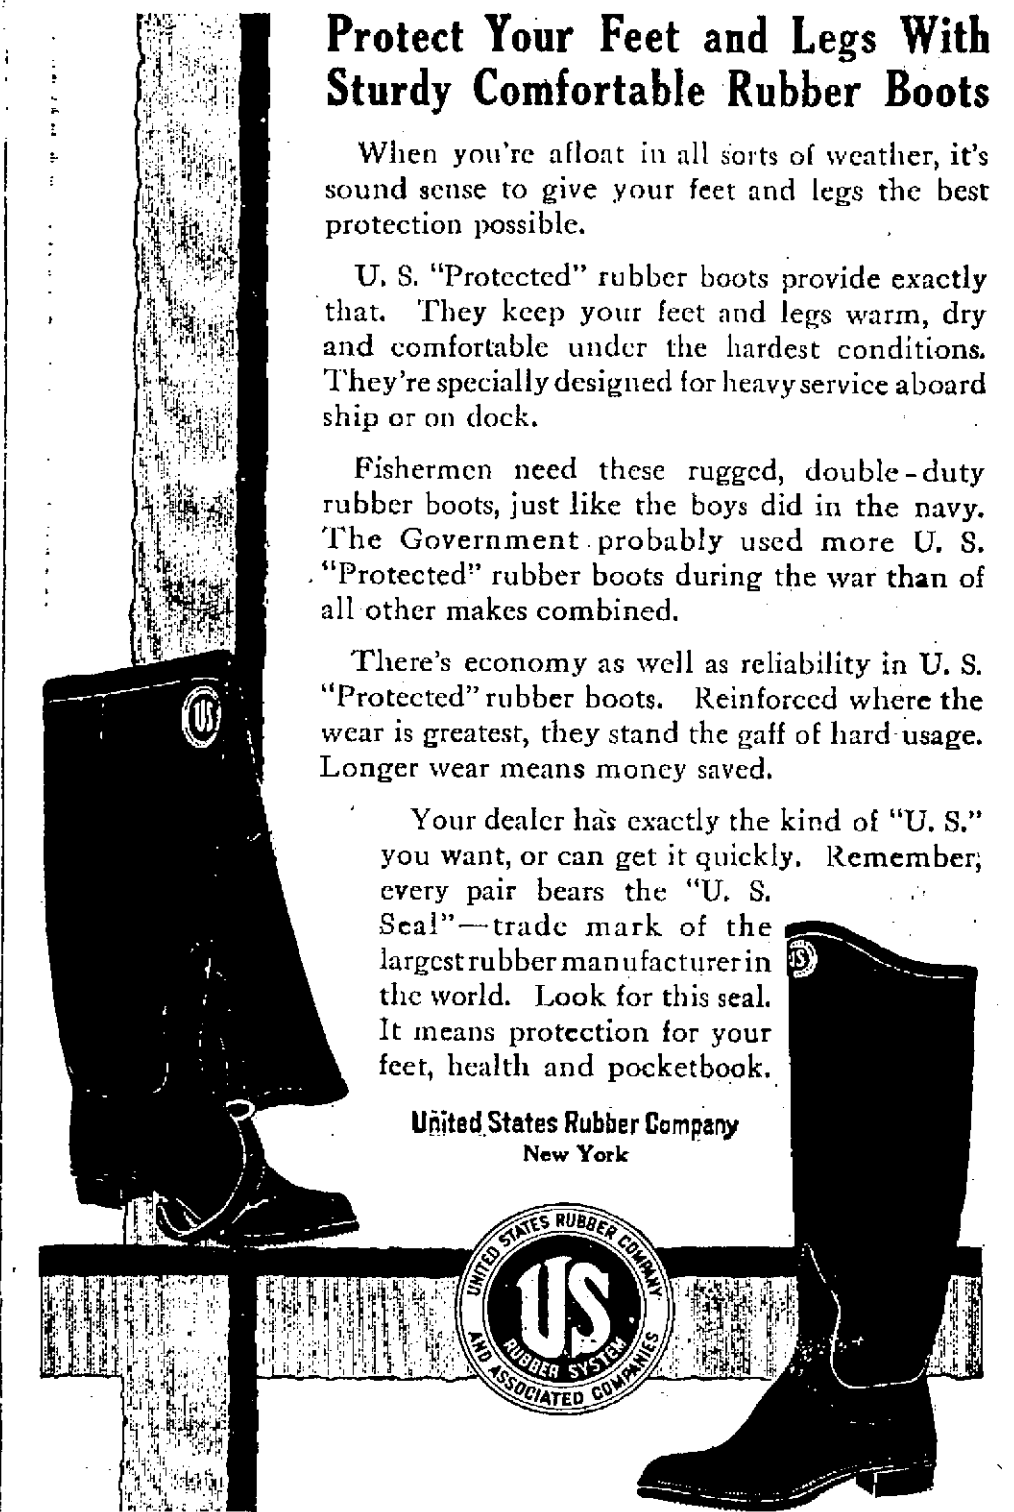 Protect Your Feet and Legs With
Sturdy Comfortable Rubber Boots
When you're afloat in all sorts of weather, it's
sound sense to give your feet and legs the best
protection possible.
U. S. "Protected" rubber boots provide exactly
that. They keep your feet and legs warm, dry
and comfortable under the hardest conditions.
They're specially designed for heavy service aboard
ship or on dock.
Fishermen need these rugged, double-duty
rubber boots, just like the boys did in the navy.
The Government probably used more U. S.
"Protected" rubber boots during the war than of
all other makes combined.
There's economy as well as reliability in U. S.
"Protected" rubber boots. Reinforced where the
wear is greatest, they stand the gaff of hard usage.
Longer wear means money saved.
Your dealer has exactly the kind of "U. S."
you want, or can get it quickly. Remember,
every pair bears the "U. S.
Seal"—trade mark of the
largest rubber manufacturer in
the world. Look for this seal.
It means protection for your
feet, health and pocketbook.
United States Rubber Company
New York
UNITED STATES RUBBER COMPANY
AND ASSOCIATED COMPANIES
US
RUBBER SYSTEM
US
US